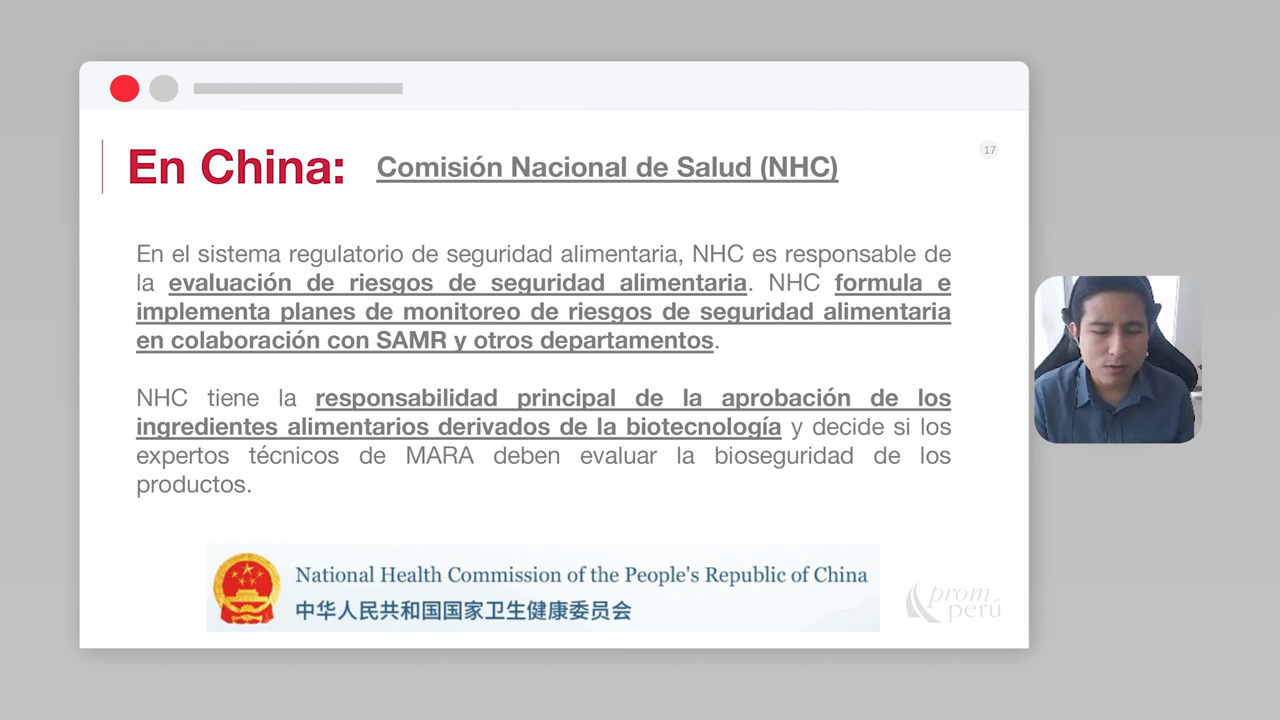 En China: Comisión Nacional de Salud (NHC)
17
En el sistema regulatorio de seguridad alimentaria, NHC es responsable de
la evaluación de riesgos de seguridad alimentaria. NHC formula e
implementa planes de monitoreo de riesgos de seguridad alimentaria
en colaboración con SAMR y otros departamentos.
NHC tiene la responsabilidad principal de la aprobación de los
ingredientes alimentarios derivados de la biotecnología y decide si los
expertos técnicos de MARA deben evaluar la bioseguridad de los
productos.
National Health Commission of the People's Republic of China
中华人民共和国国家卫生健康委员会
prom
perú